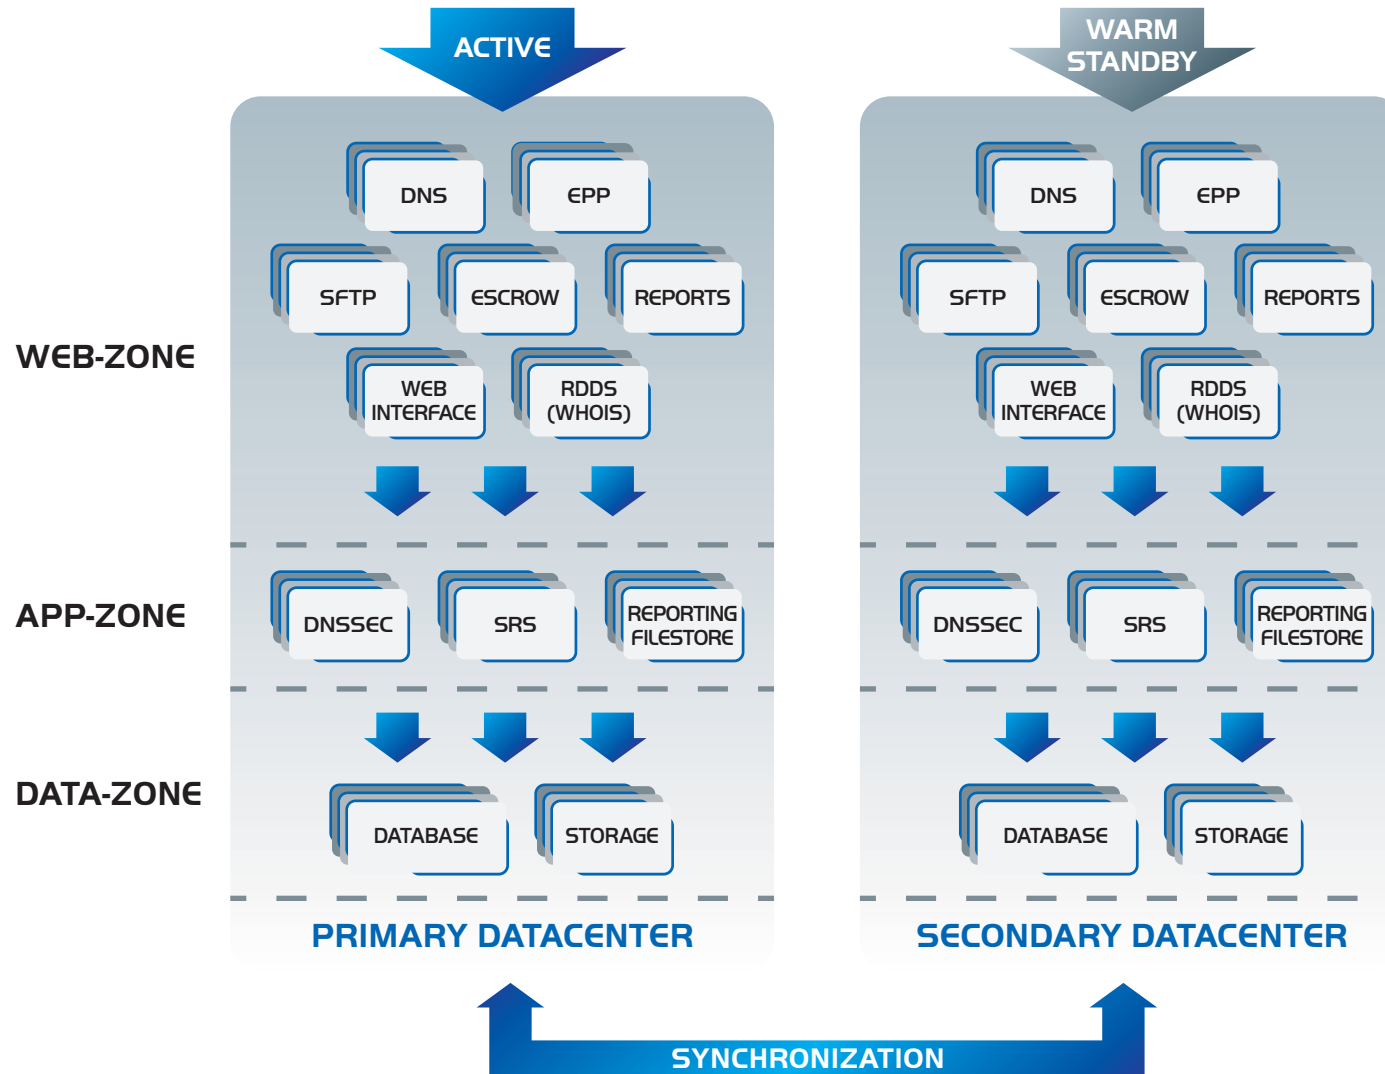 ACTIVE
WARM
STANDBY
DNS
EPP
DNS
EPP
SFTP
ESCROW
REPORTS
SFTP
ESCROW
REPORTS
WEB-ZONE
WEB
INTERFACE
RDDS
(WHOIS)
WEB
INTERFACE
RDDS
(WHOIS)
APP-ZONE
DNSSEC
SRS
REPORTING
FILESTORE
DNSSEC
SRS
REPORTING
FILESTORE
DATA-ZONE
DATABASE
STORAGE
DATABASE
STORAGE
PRIMARY DATACENTER
SECONDARY DATACENTER
SYNCHRONIZATION